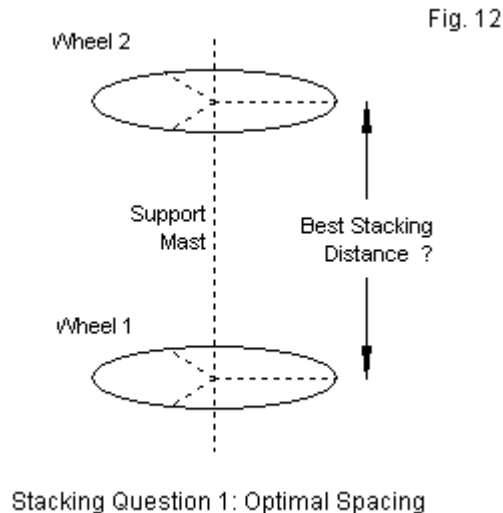 Fig. 12
Wheel 2
Support
Mast
Best Stacking
Distance ?
Wheel 1
Stacking Question 1: Optimal Spacing